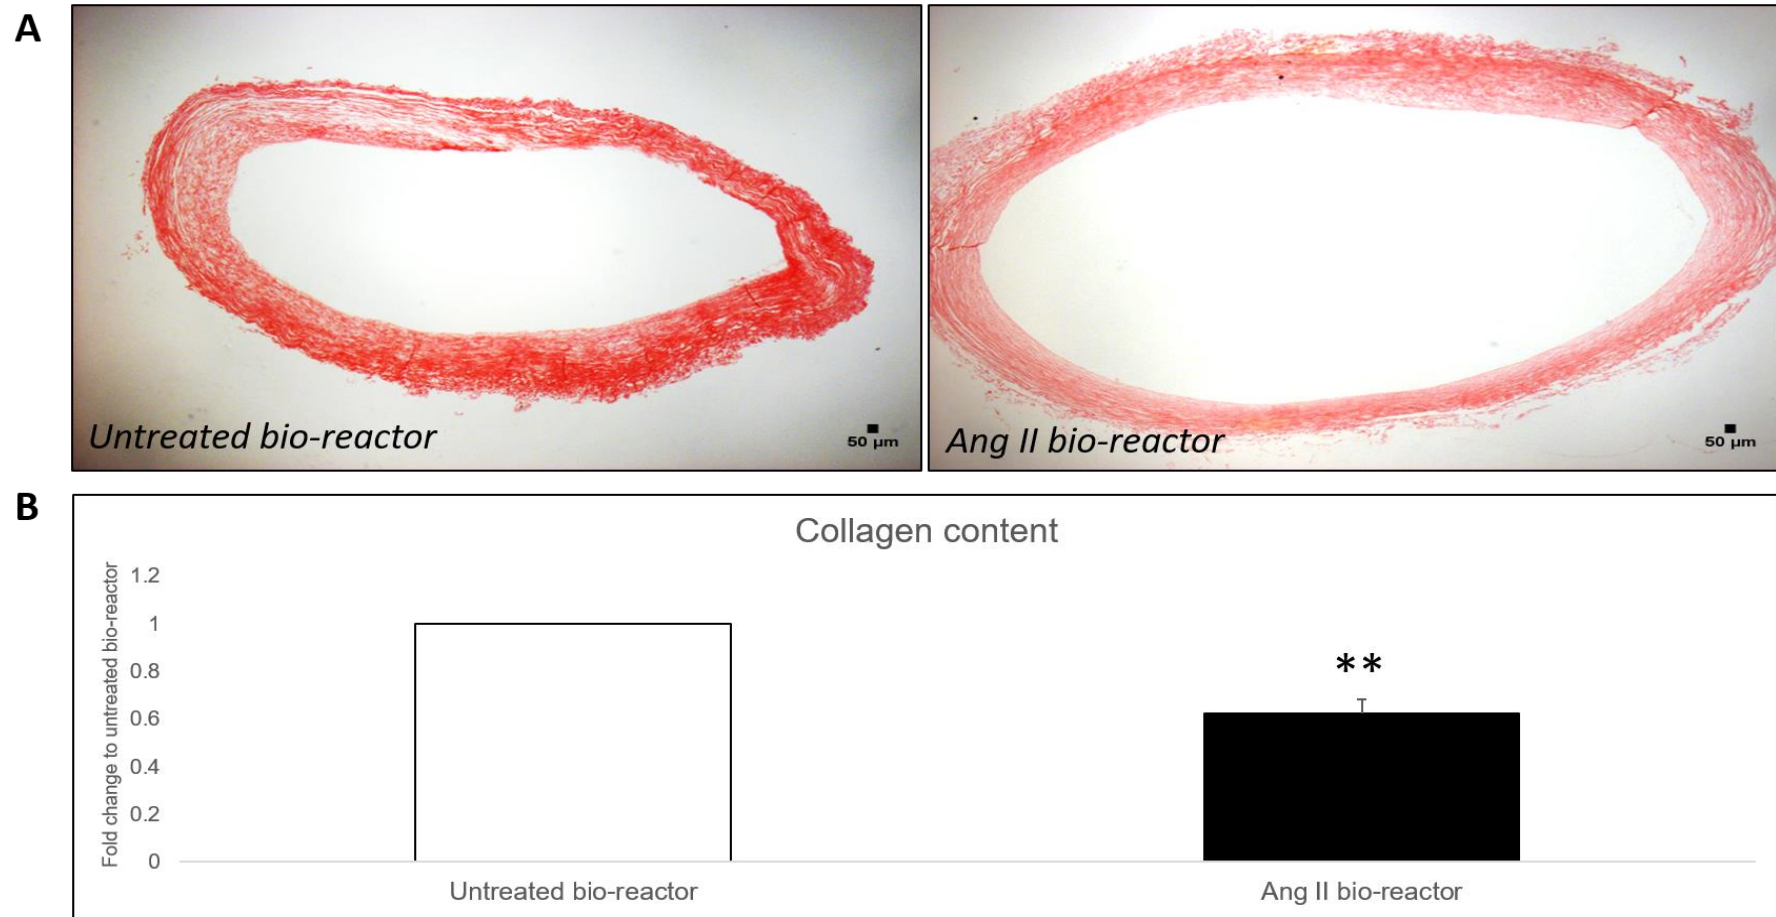 A
Untreated bio-reactor
50 µm
Ang II bio-reactor
50 µm
B
Collagen content
Fold change to untreated bio-reactor
1.2
1
0.8
0.6
0.4
0.2
0
**
Untreated bio-reactor
Ang II bio-reactor